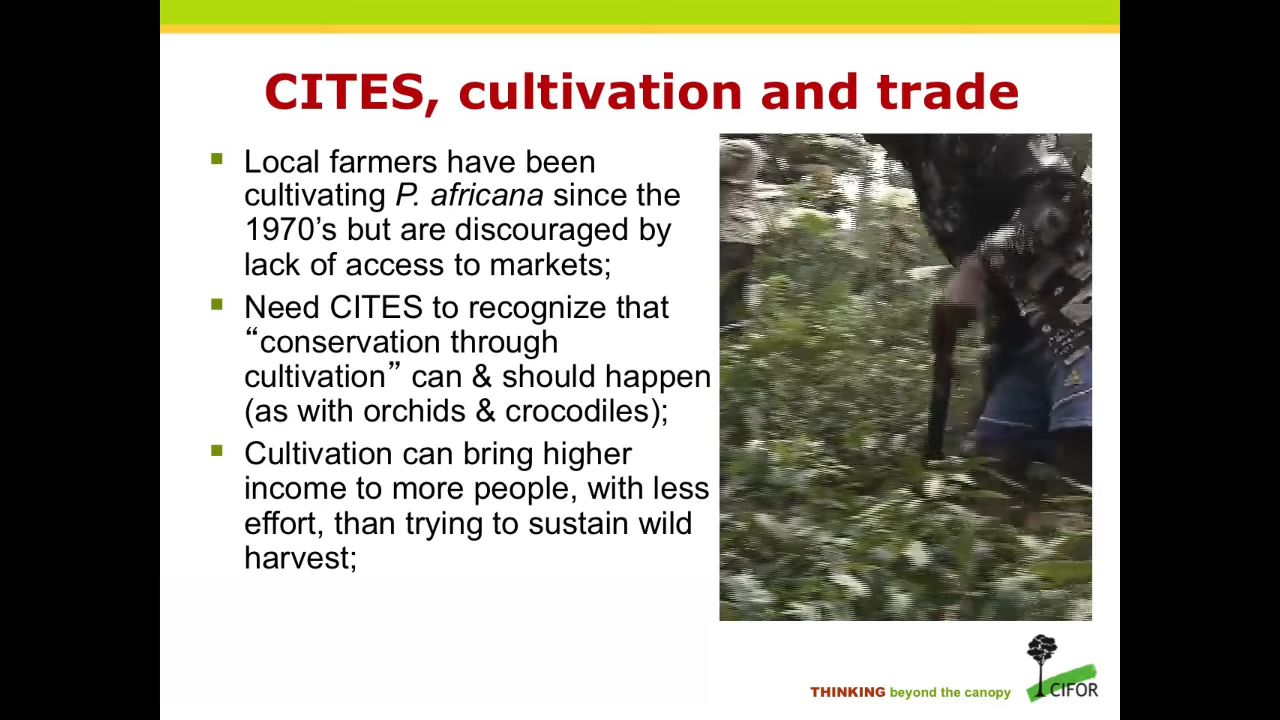 CITES, cultivation and trade
Local farmers have been
cultivating P. africana since the
1970’s but are discouraged by
lack of access to markets;
Need CITES to recognize that
“conservation through
cultivation” can & should happen
(as with orchids & crocodiles);
Cultivation can bring higher
income to more people, with less
effort, than trying to sustain wild
harvest;
THINKING beyond the canopy
CIFOR